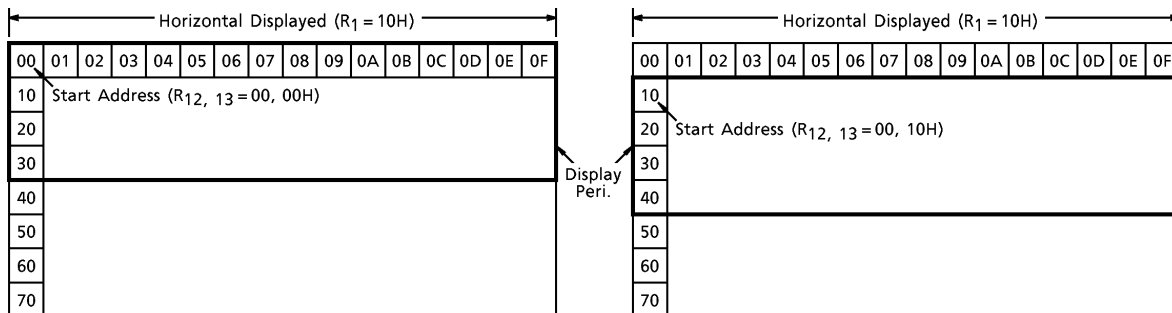 Horizontal Displayed (R1 = 10H)
00 01 02 03 04 05 06 07 08 09 0A 0B 0C 0D 0E 0F
10 Start Address (R12, 13 = 00, 00H)
20
30
40
50
60
70
Display
Peri.
Horizontal Displayed (R1 = 10H)
00 01 02 03 04 05 06 07 08 09 0A 0B 0C 0D 0E 0F
10
20 Start Address (R12, 13 = 00, 10H)
30
40
50
60
70